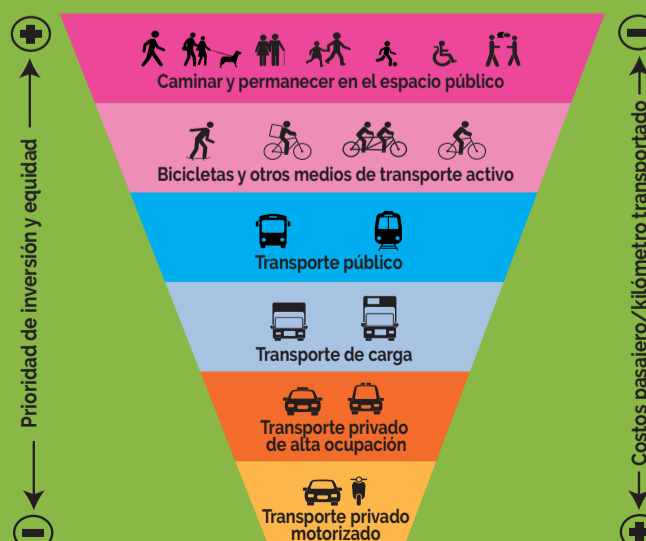 Caminar y permanecer en el espacio público
Bicicletas y otros medios de transporte activo
Transporte público
Transporte de carga
Transporte privado
de alta ocupación
Transporte privado
motorizado
Prioridad de inversión y equidad
Costos pasajero/kilómetro transportado